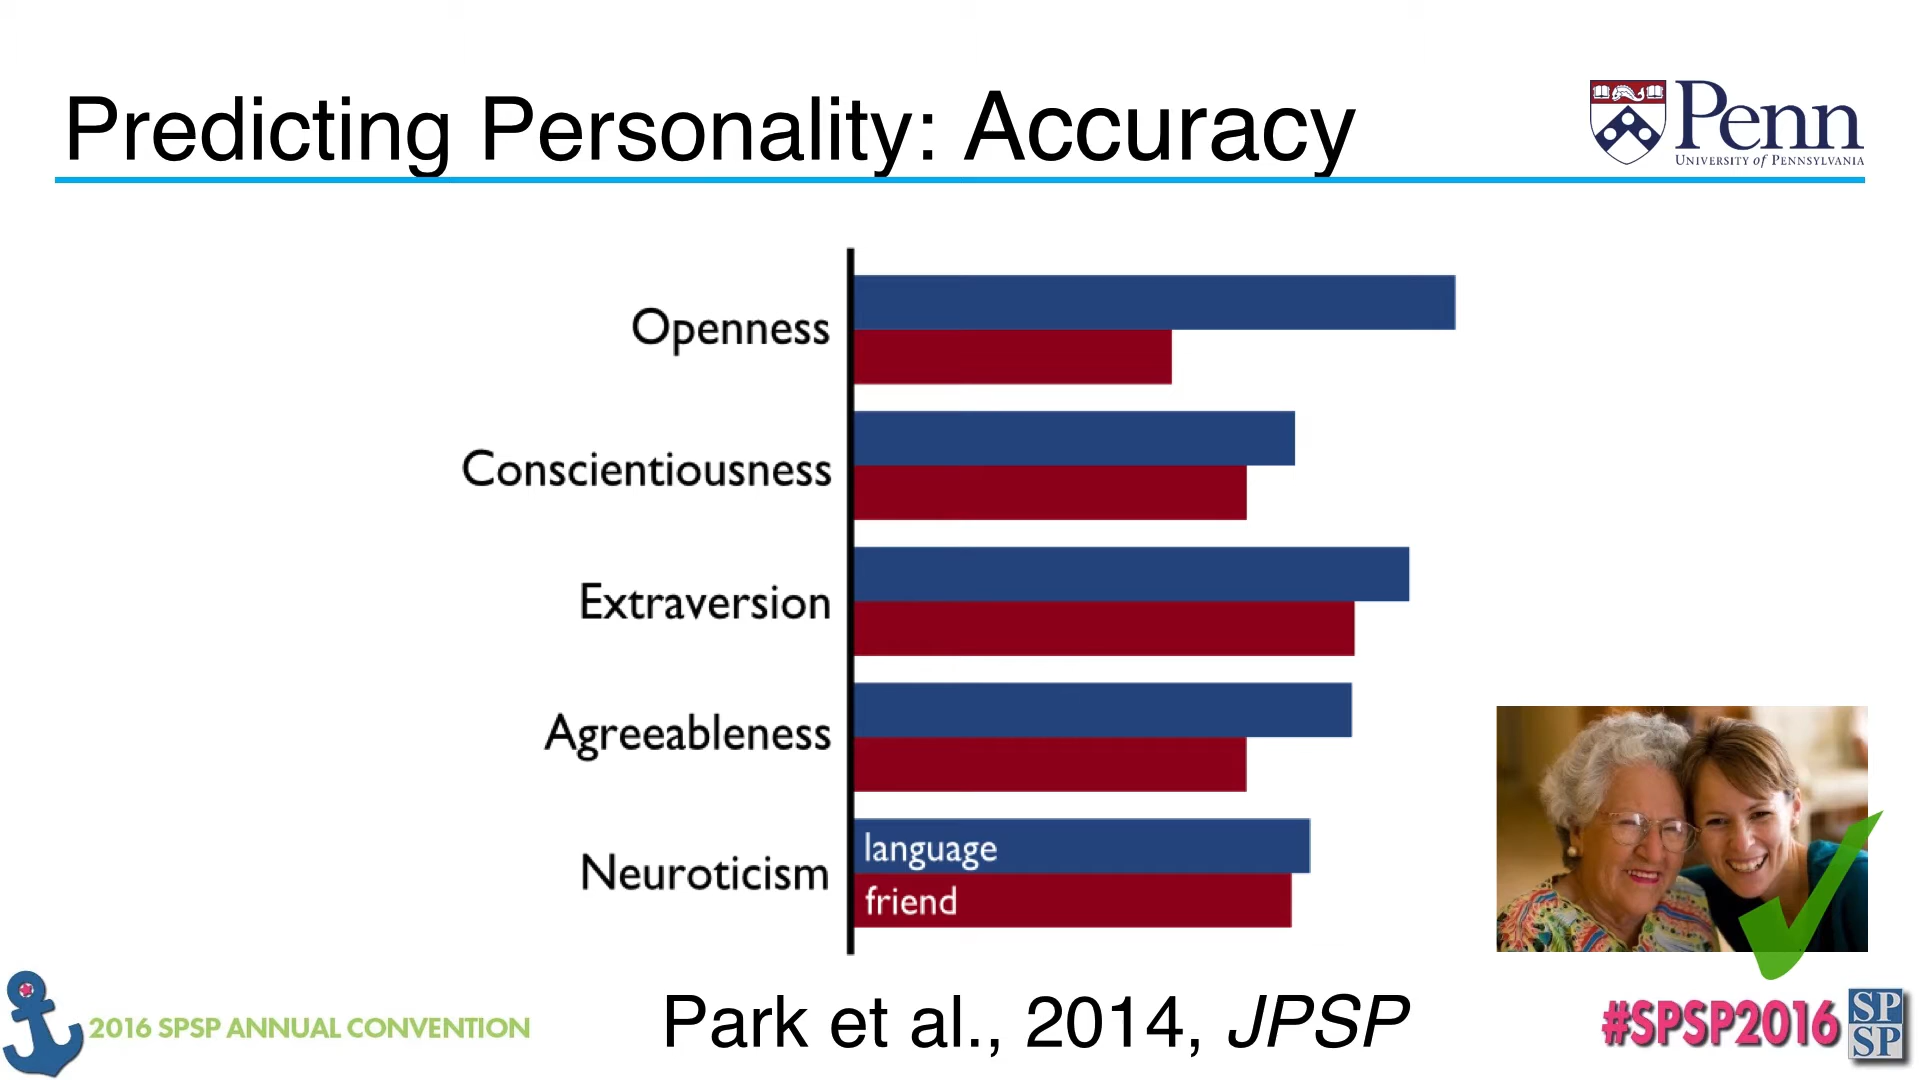 Predicting Personality: Accuracy
Penn
UNIVERSITY of PENNSYLVANIA
Openness
Conscientiousness
Extraversion
Agreeableness
Neuroticism
language
friend
2016 SPSP ANNUAL CONVENTION
Park et al., 2014, JPSP
#SPSP2016
SP
SP